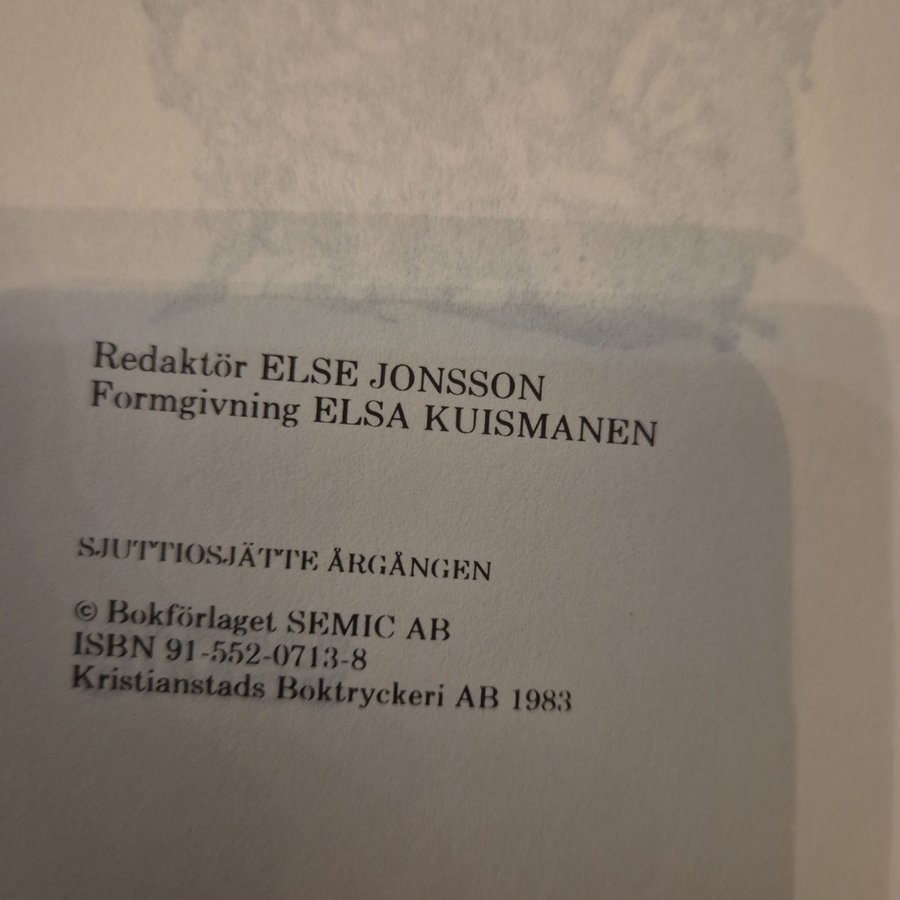 Redaktör ELSE JONSSON
Formgivning ELSA KUISMANEN
SJUTTIOSJÄTTE ÅRGÅNGEN
© Bokförlaget SEMIC AB
ISBN 91-552-0713-8
Kristianstads Boktryckeri AB 1983